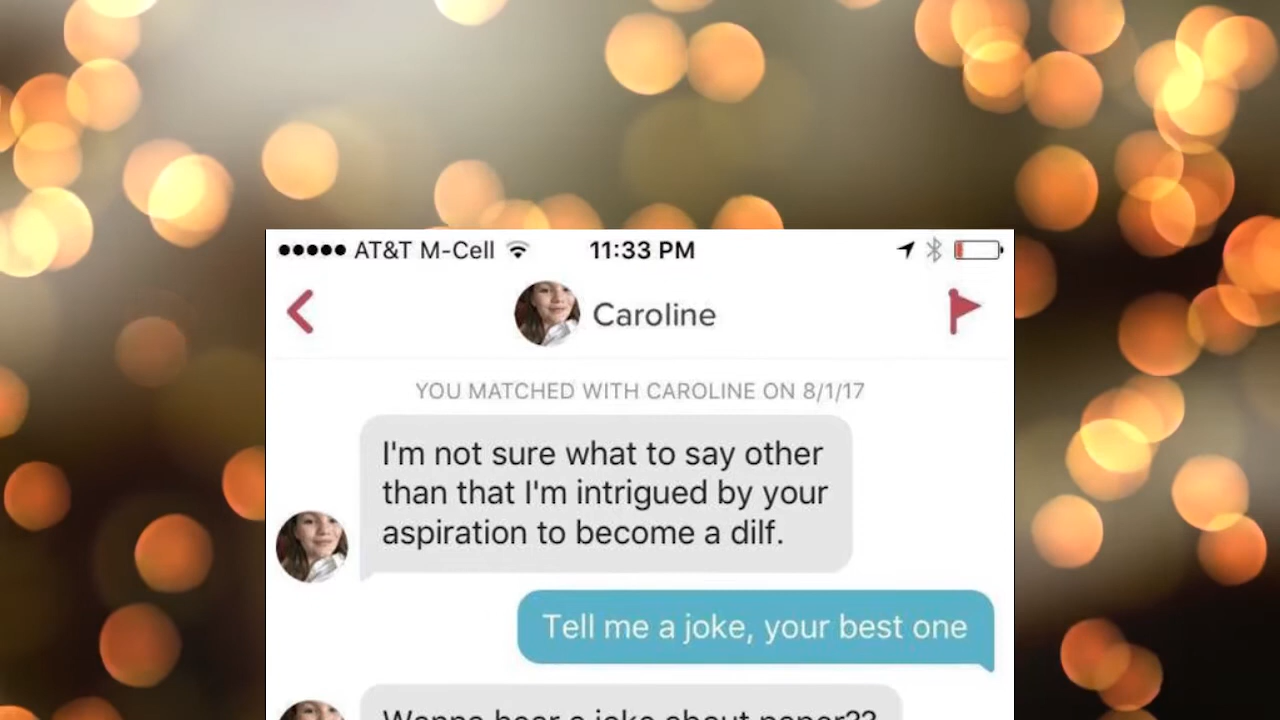 AT&T M-Cell 11:33 PM
Caroline
YOU MATCHED WITH CAROLINE ON 8/1/17
I'm not sure what to say other
than that I'm intrigued by your
aspiration to become a dilf.
Tell me a joke, your best one
Wanna hear a joke about paper??